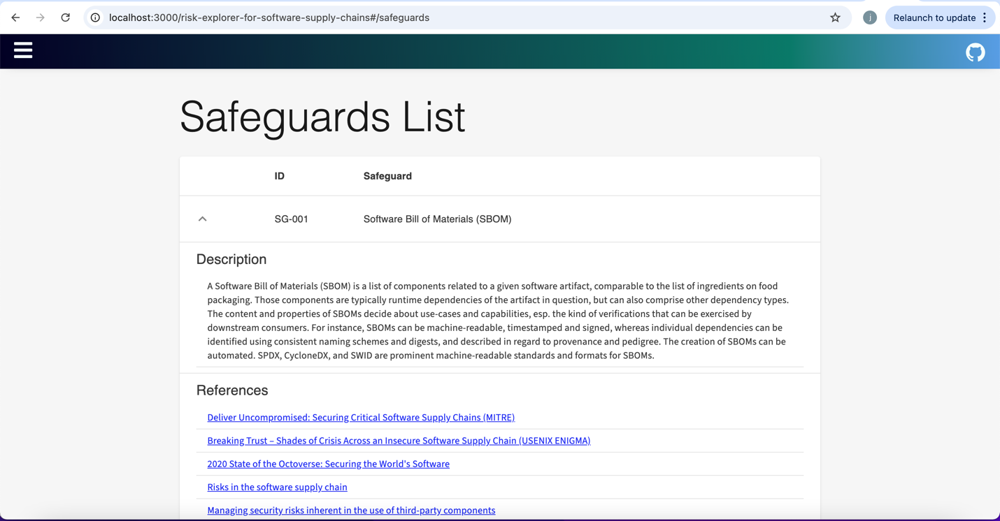 localhost:3000/risk-explorer-for-software-supply-chains#/safeguards
j
Relaunch to update
Safeguards List
ID Safeguard
SG-001 Software Bill of Materials (SBOM)
Description
A Software Bill of Materials (SBOM) is a list of components related to a given software artifact, comparable to the list of ingredients on food
packaging. Those components are typically runtime dependencies of the artifact in question, but can also comprise other dependency types.
The content and properties of SBOMs decide about use-cases and capabilities, esp. the kind of verifications that can be exercised by
downstream consumers. For instance, SBOMs can be machine-readable, timestamped and signed, whereas individual dependencies can be
identified using consistent naming schemes and digests, and described in regard to provenance and pedigree. The creation of SBOMs can be
automated. SPDX, CycloneDX, and SWID are prominent machine-readable standards and formats for SBOMs.
References
Deliver Uncompromised: Securing Critical Software Supply Chains (MITRE)
Breaking Trust – Shades of Crisis Across an Insecure Software Supply Chain (USENIX ENIGMA)
2020 State of the Octoverse: Securing the World's Software
Risks in the software supply chain
Managing security risks inherent in the use of third-party components